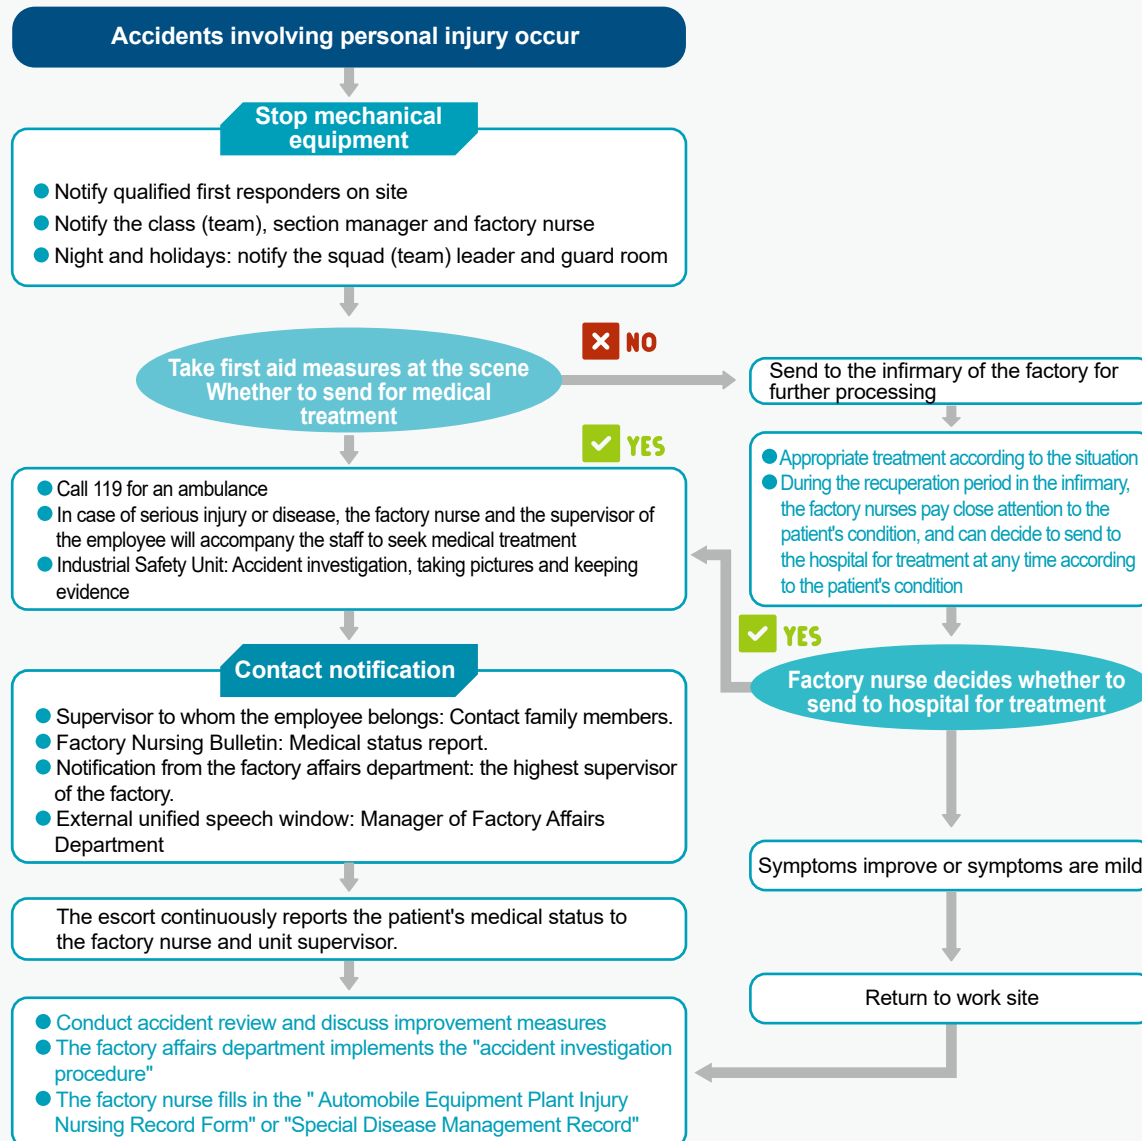 Accidents involving personal injury occur
Stop mechanical
equipment
Notify qualified first responders on site
Notify the class (team), section manager and factory nurse
Night and holidays: notify the squad (team) leader and guard room
Take first aid measures at the scene
Whether to send for medical
treatment
NO
YES
Send to the infirmary of the factory for
further processing
Appropriate treatment according to the situation
During the recuperation period in the infirmary,
the factory nurses pay close attention to the
patient's condition, and can decide to send to
the hospital for treatment at any time according
to the patient's condition
Call 119 for an ambulance
In case of serious injury or disease, the factory nurse and the supervisor of
the employee will accompany the staff to seek medical treatment
Industrial Safety Unit: Accident investigation, taking pictures and keeping
evidence
YES
Factory nurse decides whether to
send to hospital for treatment
Contact notification
Supervisor to whom the employee belongs: Contact family members.
Factory Nursing Bulletin: Medical status report.
Notification from the factory affairs department: the highest supervisor
of the factory.
External unified speech window: Manager of Factory Affairs
Department
Symptoms improve or symptoms are mild
The escort continuously reports the patient's medical status to
the factory nurse and unit supervisor.
Return to work site
Conduct accident review and discuss improvement measures
The factory affairs department implements the "accident investigation
procedure"
The factory nurse fills in the " Automobile Equipment Plant Injury
Nursing Record Form" or "Special Disease Management Record"